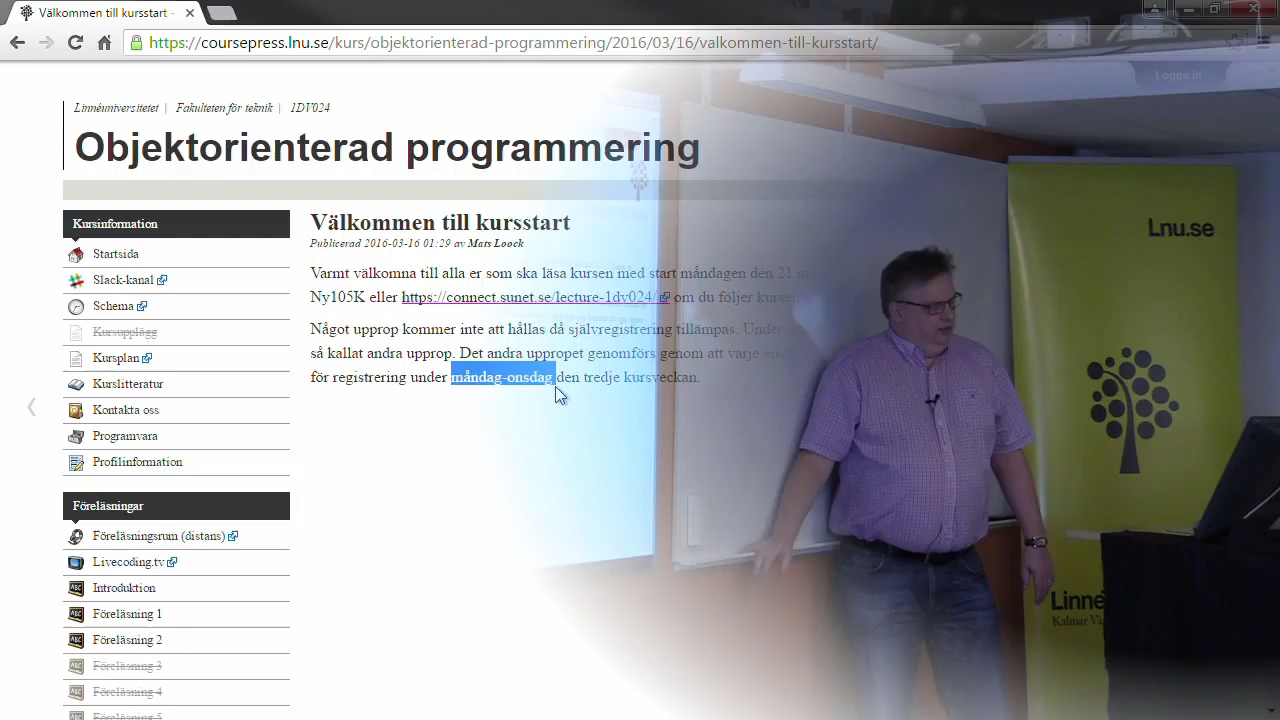 Välkommen till kursstart -
https://coursepress.lnu.se/kurs/objektorienterad-programmering/2016/03/16/valkommen-till-kursstart/
Logga in
Linnéuniversitetet | Fakulteten för teknik | 1DV024
Objektorienterad programmering
Kursinformation
Startsida
Slack-kanal
Schema
Kursupplägg
Kursplan
Kurslitteratur
Kontakta oss
Programvara
Profilinformation
Föreläsningar
Föreläsningsrum (distans)
Livecoding.tv
Introduktion
Föreläsning 1
Föreläsning 2
Föreläsning 3
Föreläsning 4
Föreläsning 5
Välkommen till kursstart
Publicerad 2016-03-16 01:29 av Mats Loock
Varmt välkomna till alla er som ska läsa kursen med start måndagen den 21
Ny105K eller https://connect.sunet.se/lecture-1dv024/ om du följer
Något upprop kommer inte att hållas då självregistrering tillämpas. Under
så kallat andra upprop. Det andra uppropet genomförs genom att varje
för registrering under måndag-onsdag den tredje kursveckan.
Lnu.se
Linné
Kalmar